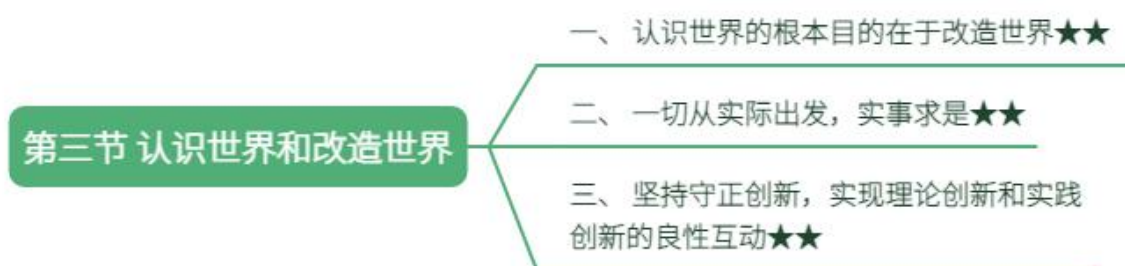 第三节 认识世界和改造世界
一、 认识世界的根本目的在于改造世界★★
二、 一切从实际出发，实事求是★★
三、 坚持守正创新，实现理论创新和实践
创新的良性互动★★